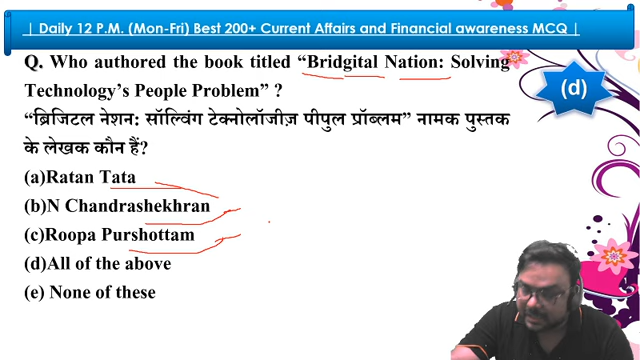 | Daily 12 P.M. (Mon-Fri) Best 200+ Current Affairs and Financial awareness MCQ |
Q. Who authored the book titled “Bridgital Nation: Solving
Technology’s People Problem” ?
(d)
“ब्रिजिटल नेशन: सॉल्विंग टेक्नोलॉजीज़ पीपुल प्रॉब्लम” नामक पुस्तक
के लेखक कौन हैं?
(a)Ratan Tata
(b)N Chandrashekhran
(c)Roopa Purshottam
(d)All of the above
(e) None of these